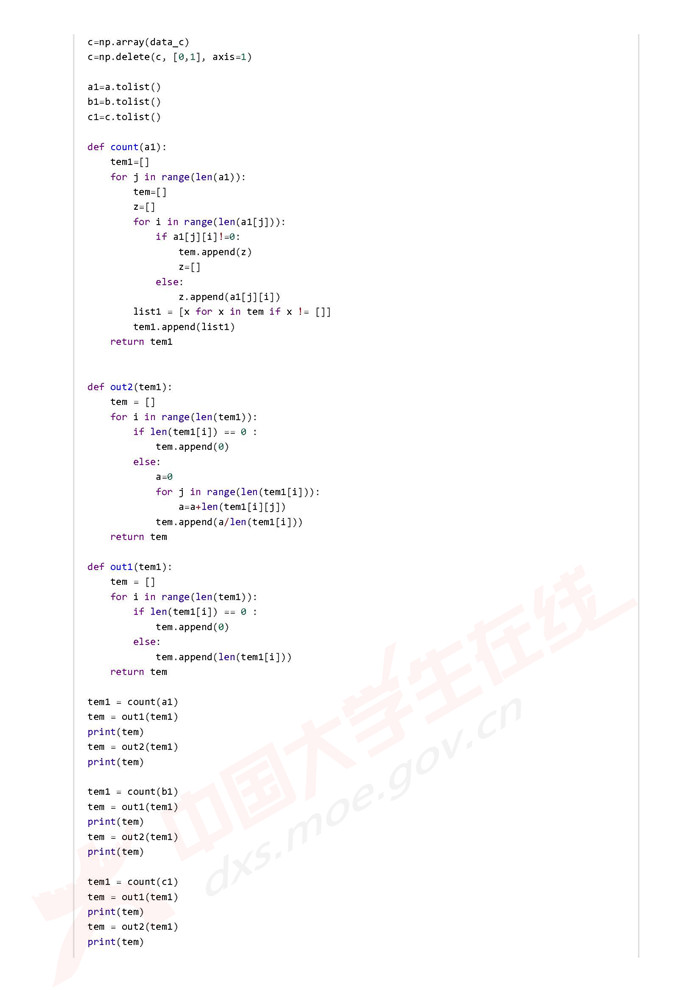 c=np.array(data_c)
c=np.delete(c, [0,1], axis=1)
a1=a.tolist()
b1=b.tolist()
c1=c.tolist()
def count(a1):
    tem1=[]
    for j in range(len(a1)):
        tem=[]
        z=[]
        for i in range(len(a1[j])):
            if a1[j][i]!=0:
                tem.append(z)
                z=[]
            else:
                z.append(a1[j][i])
        list1 = [x for x in tem if x != []]
        tem1.append(list1)
    return tem1
def out2(tem1):
    tem = []
    for i in range(len(tem1)):
        if len(tem1[i]) == 0 :
            tem.append(0)
        else:
            a=0
            for j in range(len(tem1[i])):
                a=a+len(tem1[i][j])
            tem.append(a/len(tem1[i]))
    return tem
def out1(tem1):
    tem = []
    for i in range(len(tem1)):
        if len(tem1[i]) == 0 :
            tem.append(0)
        else:
            tem.append(len(tem1[i]))
    return tem
tem1 = count(a1)
tem = out1(tem1)
print(tem)
tem = out2(tem1)
print(tem)
tem1 = count(b1)
tem = out1(tem1)
print(tem)
tem = out2(tem1)
print(tem)
tem1 = count(c1)
tem = out1(tem1)
print(tem)
tem = out2(tem1)
print(tem)
中国大学生在线
dxs.moe.gov.cn